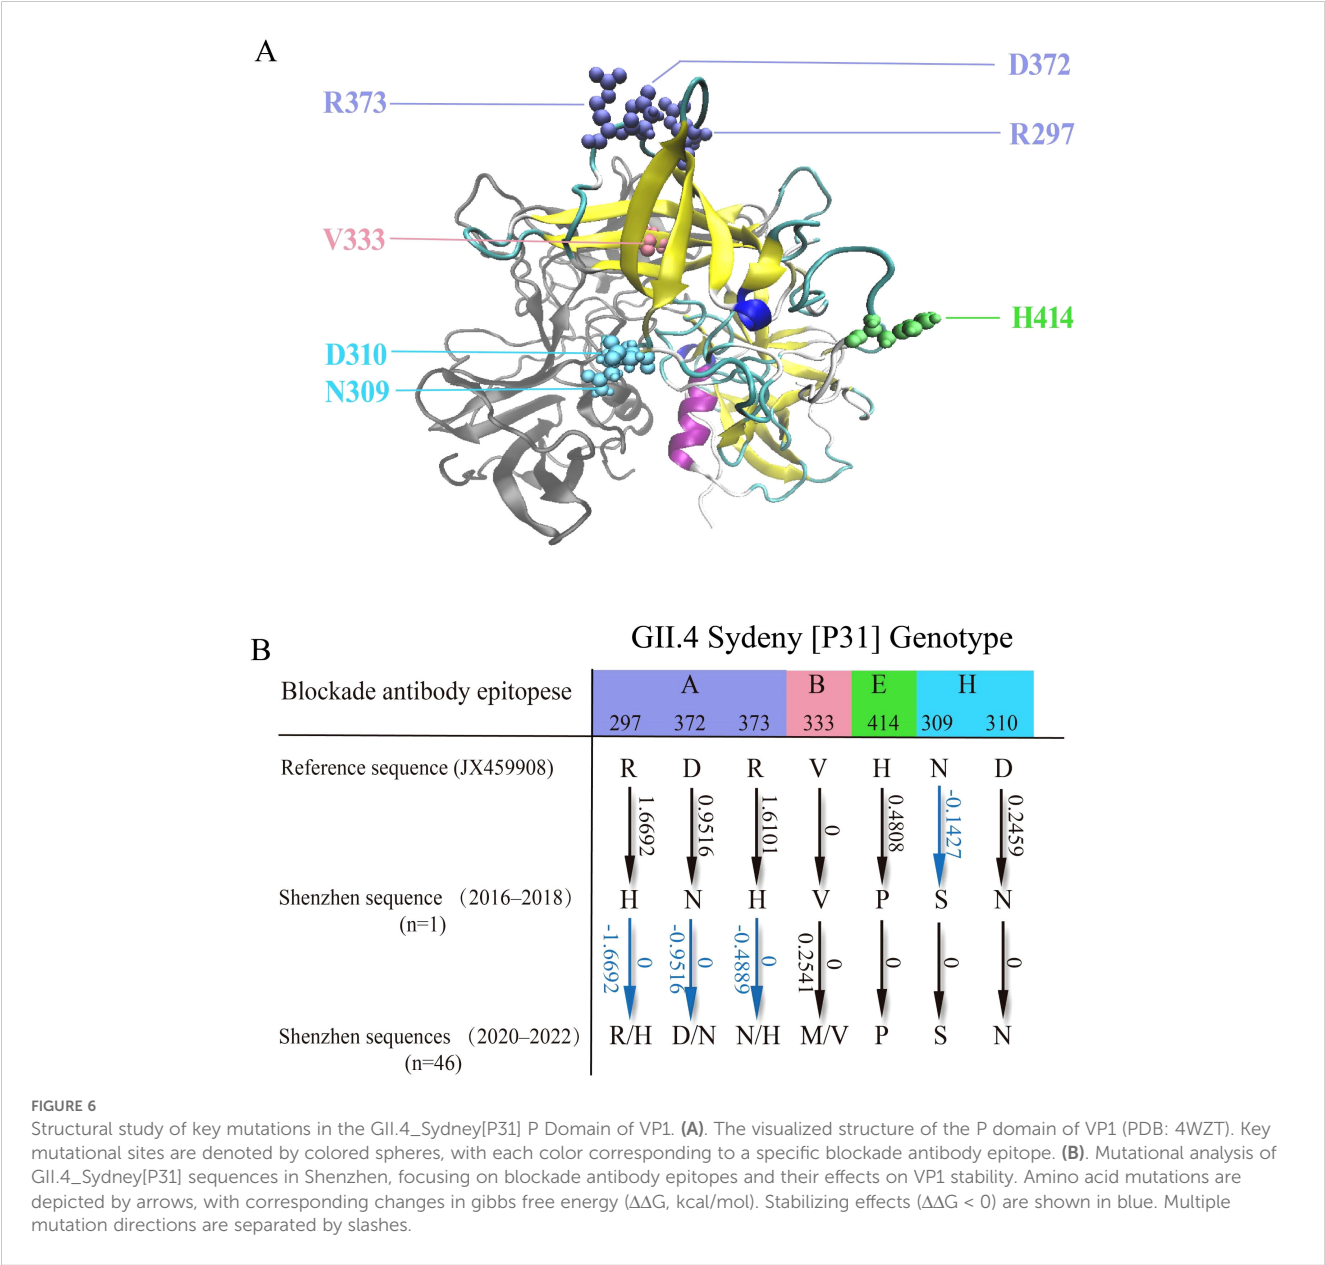 A
D372
R373
R297
V333
H414
D310
N309
B
GII.4 Sydeny [P31] Genotype
Blockade antibody epitopese
A B E H
297 372 373 333 414 309 310
Reference sequence (JX459908) R D R V H N D
1.6692 0.9516 1.6101 0 0.4808 -0.1427 0.2459
Shenzhen sequence (2016–2018) H N H V P S N
(n=1)
-1.6692 0 -0.9516 0 -0.4889 0 0.2541 0 0 0 0
Shenzhen sequences (2020–2022) R/H D/N N/H M/V P S N
(n=46)
FIGURE 6
Structural study of key mutations in the GII.4_Sydney[P31] P Domain of VP1. (A). The visualized structure of the P domain of VP1 (PDB: 4WZT). Key
mutational sites are denoted by colored spheres, with each color corresponding to a specific blockade antibody epitope. (B). Mutational analysis of
GII.4_Sydney[P31] sequences in Shenzhen, focusing on blockade antibody epitopes and their effects on VP1 stability. Amino acid mutations are
depicted by arrows, with corresponding changes in gibbs free energy (ΔΔG, kcal/mol). Stabilizing effects (ΔΔG < 0) are shown in blue. Multiple
mutation directions are separated by slashes.